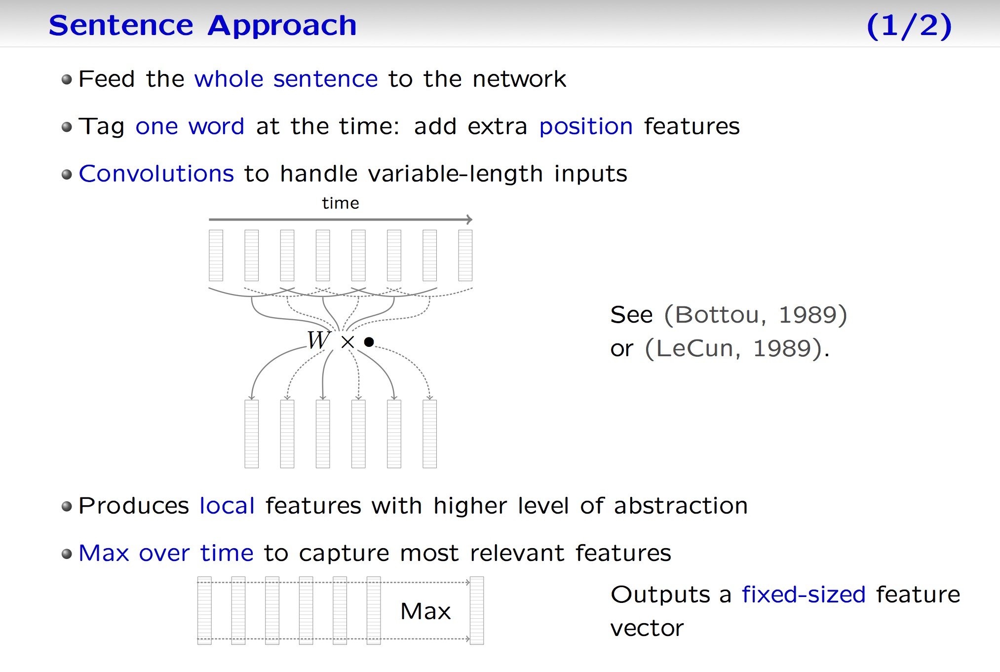 Sentence Approach (1/2)
Feed the whole sentence to the network
Tag one word at the time: add extra position features
Convolutions to handle variable-length inputs
time
W × •
See (Bottou, 1989)
or (LeCun, 1989).
Produces local features with higher level of abstraction
Max over time to capture most relevant features
Max
Outputs a fixed-sized feature
vector